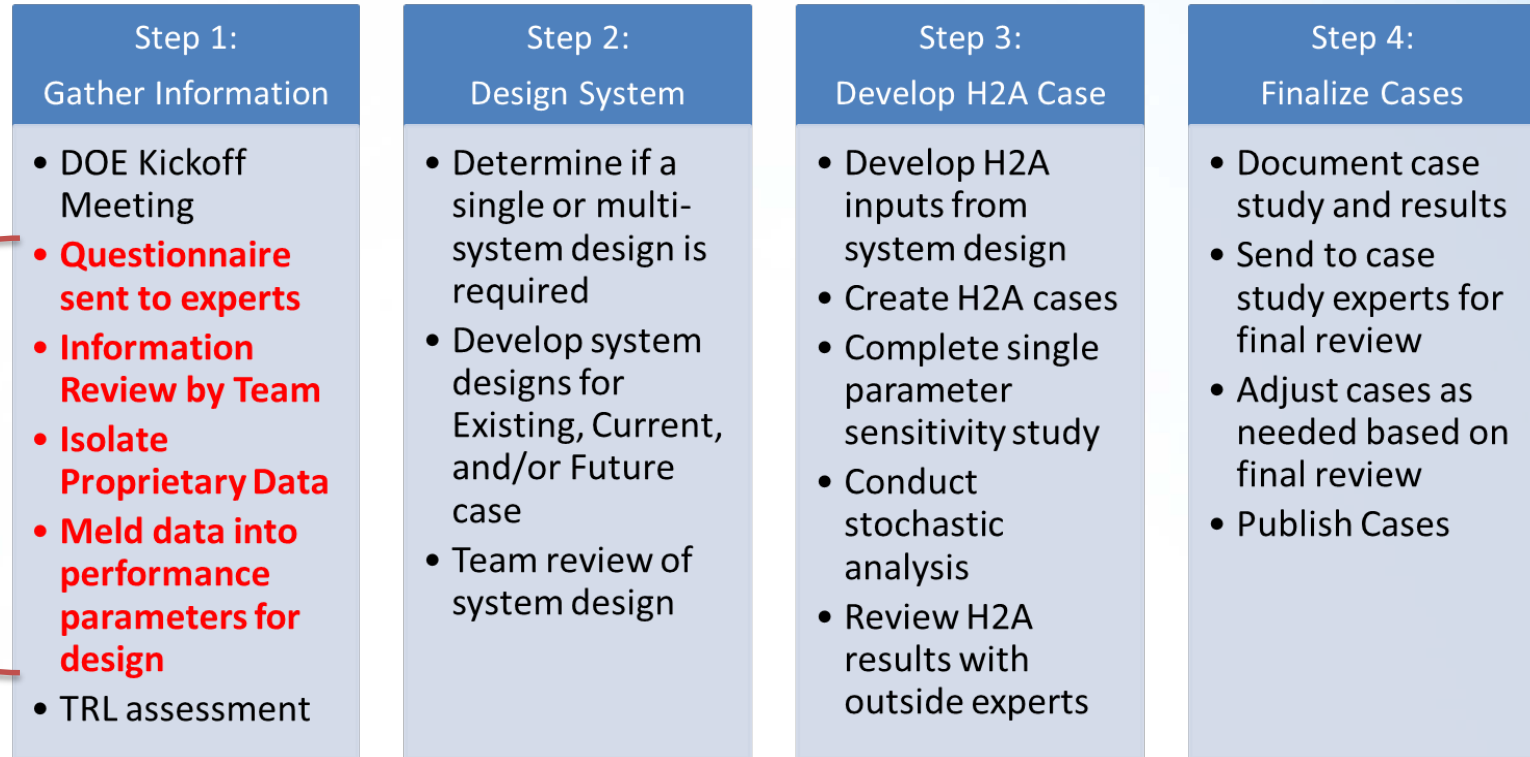 Step 1:
Gather Information
• DOE Kickoff
Meeting
• Questionnaire
sent to experts
• Information
Review by Team
• Isolate
Proprietary Data
• Meld data into
performance
parameters for
design
• TRL assessment
Step 2:
Design System
• Determine if a
single or multi-
system design is
required
• Develop system
designs for
Existing, Current,
and/or Future
case
• Team review of
system design
Step 3:
Develop H2A Case
• Develop H2A
inputs from
system design
• Create H2A cases
• Complete single
parameter
sensitivity study
• Conduct
stochastic
analysis
• Review H2A
results with
outside experts
Step 4:
Finalize Cases
• Document case
study and results
• Send to case
study experts for
final review
• Adjust cases as
needed based on
final review
• Publish Cases